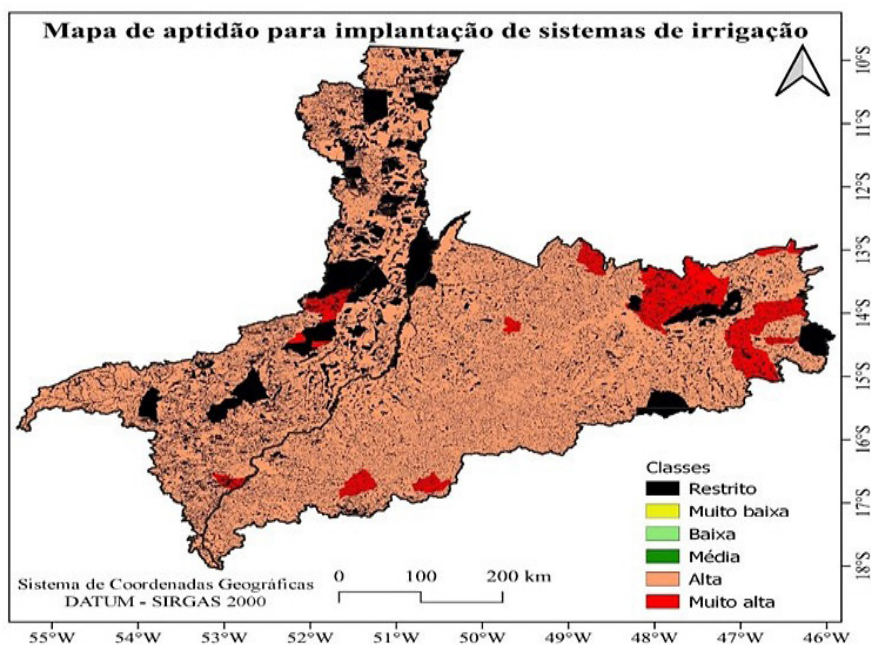 Mapa de aptidão para implantação de sistemas de irrigação
10°S
11°S
12°S
13°S
14°S
15°S
16°S
17°S
18°S
Classes
Restrito
Muito baixa
Baixa
Média
Alta
Muito alta
Sistema de Coordenadas Geográficas
DATUM - SIRGAS 2000
0 100 200 km
55°W 54°W 53°W 52°W 51°W 50°W 49°W 48°W 47°W 46°W